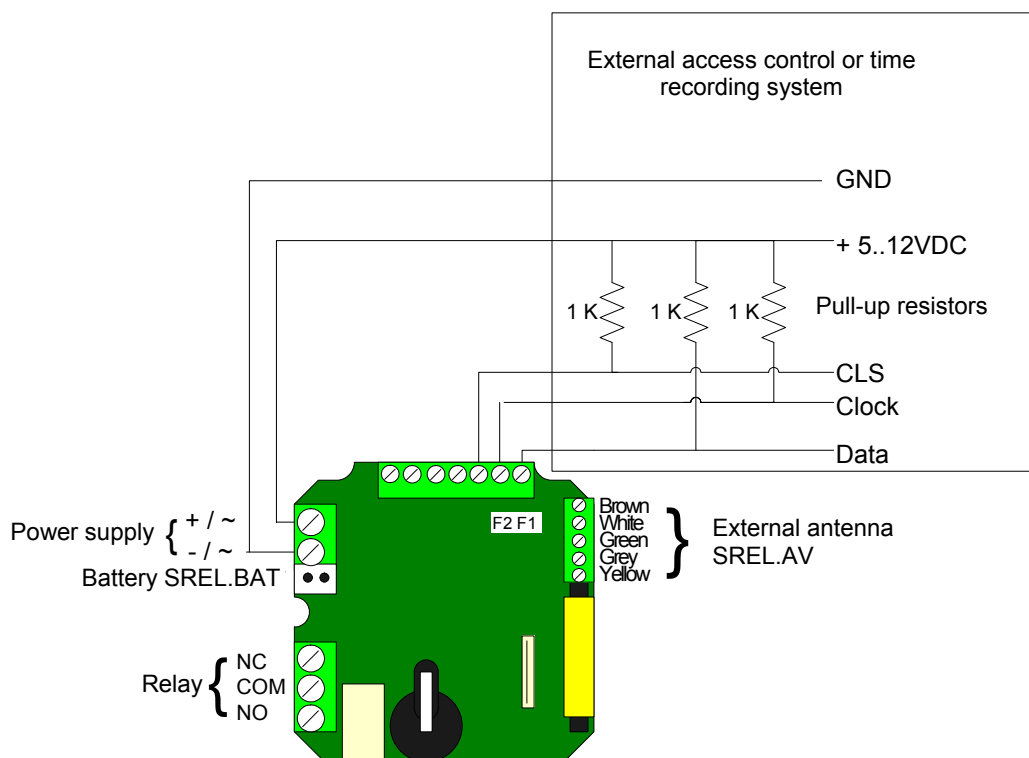 External access control or time
recording system
GND
+ 5..12VDC
1 K
1 K
1 K
Pull-up resistors
CLS
Clock
Data
Power supply { + / ~
- / ~
Battery SREL.BAT
F2 F1
Brown
White
Green
Grey
Yellow
} External antenna
SREL.AV
Relay { NC
COM
NO